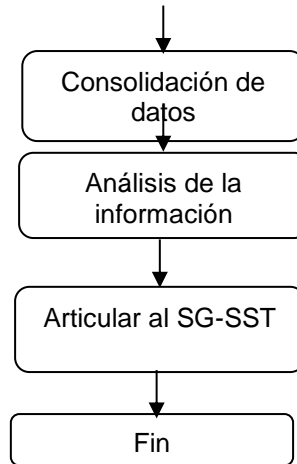 Consolidación de
datos
Análisis de la
información
Articular al SG-SST
Fin